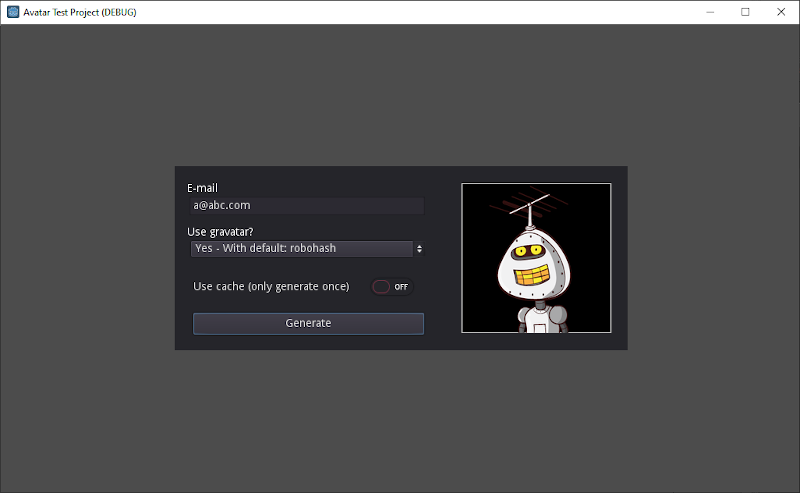 Avatar Test Project (DEBUG)
E-mail
a@abc.com
Use gravatar?
Yes - With default: robohash
Use cache (only generate once)
OFF
Generate